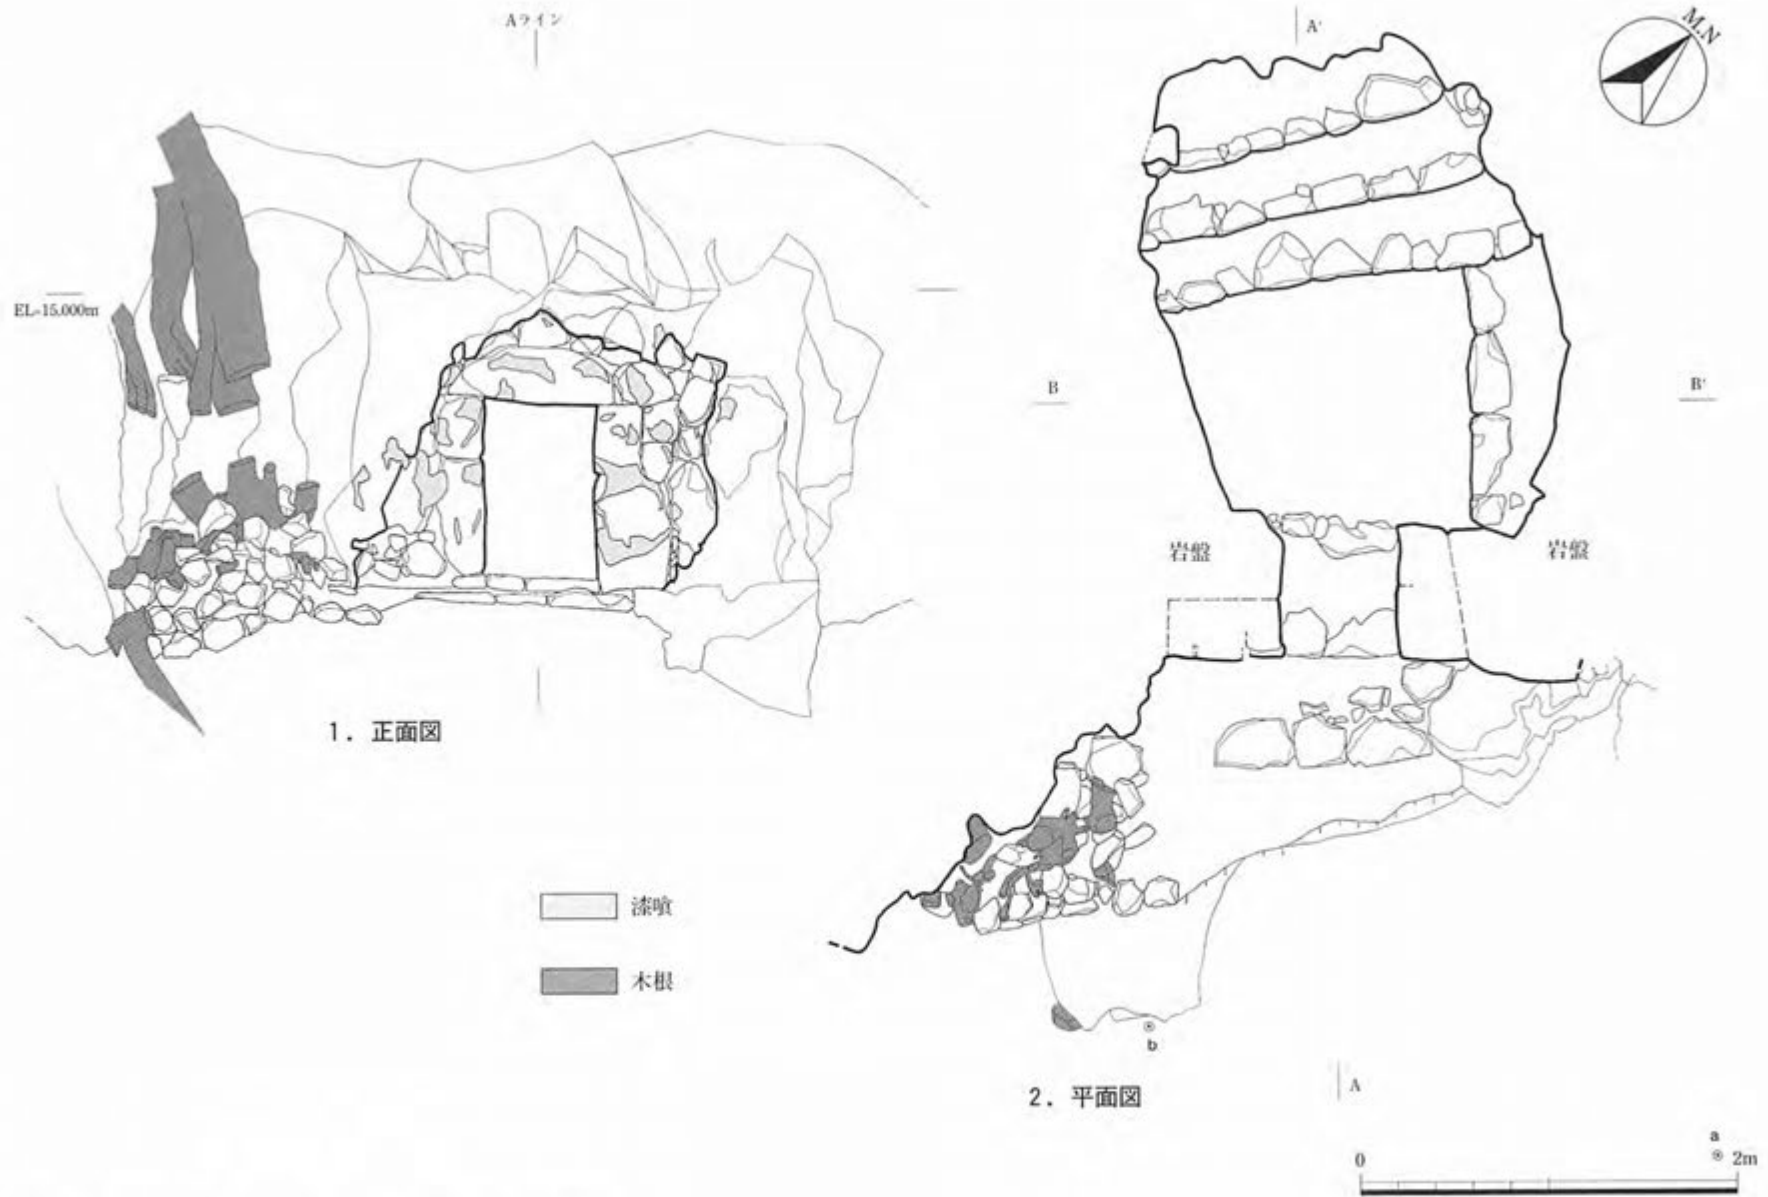 Aライン
EL=15.000m
1. 正面図
漆喰
木根
A'
M.N
B
B'
岩盤
岩盤
b
2. 平面図
A
a
0
2m